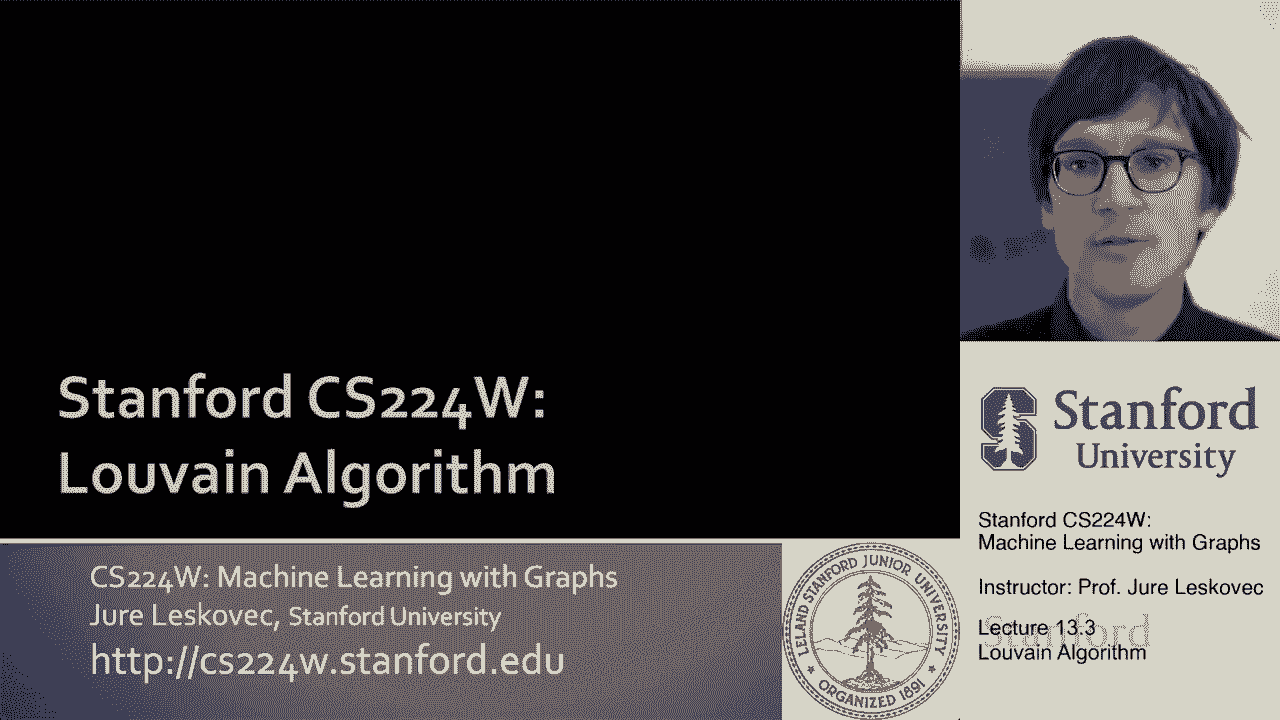 Stanford CS224W:
Louvain Algorithm
CS224W: Machine Learning with Graphs
Jure Leskovec, Stanford University
http://cs224w.stanford.edu
LELAND STANFORD JUNIOR UNIVERSITY
ORGANIZED 1891
S
Stanford
University
Stanford CS224W:
Machine Learning with Graphs
Instructor: Prof. Jure Leskovec
Stanford
Lecture 13.3
Louvain Algorithm